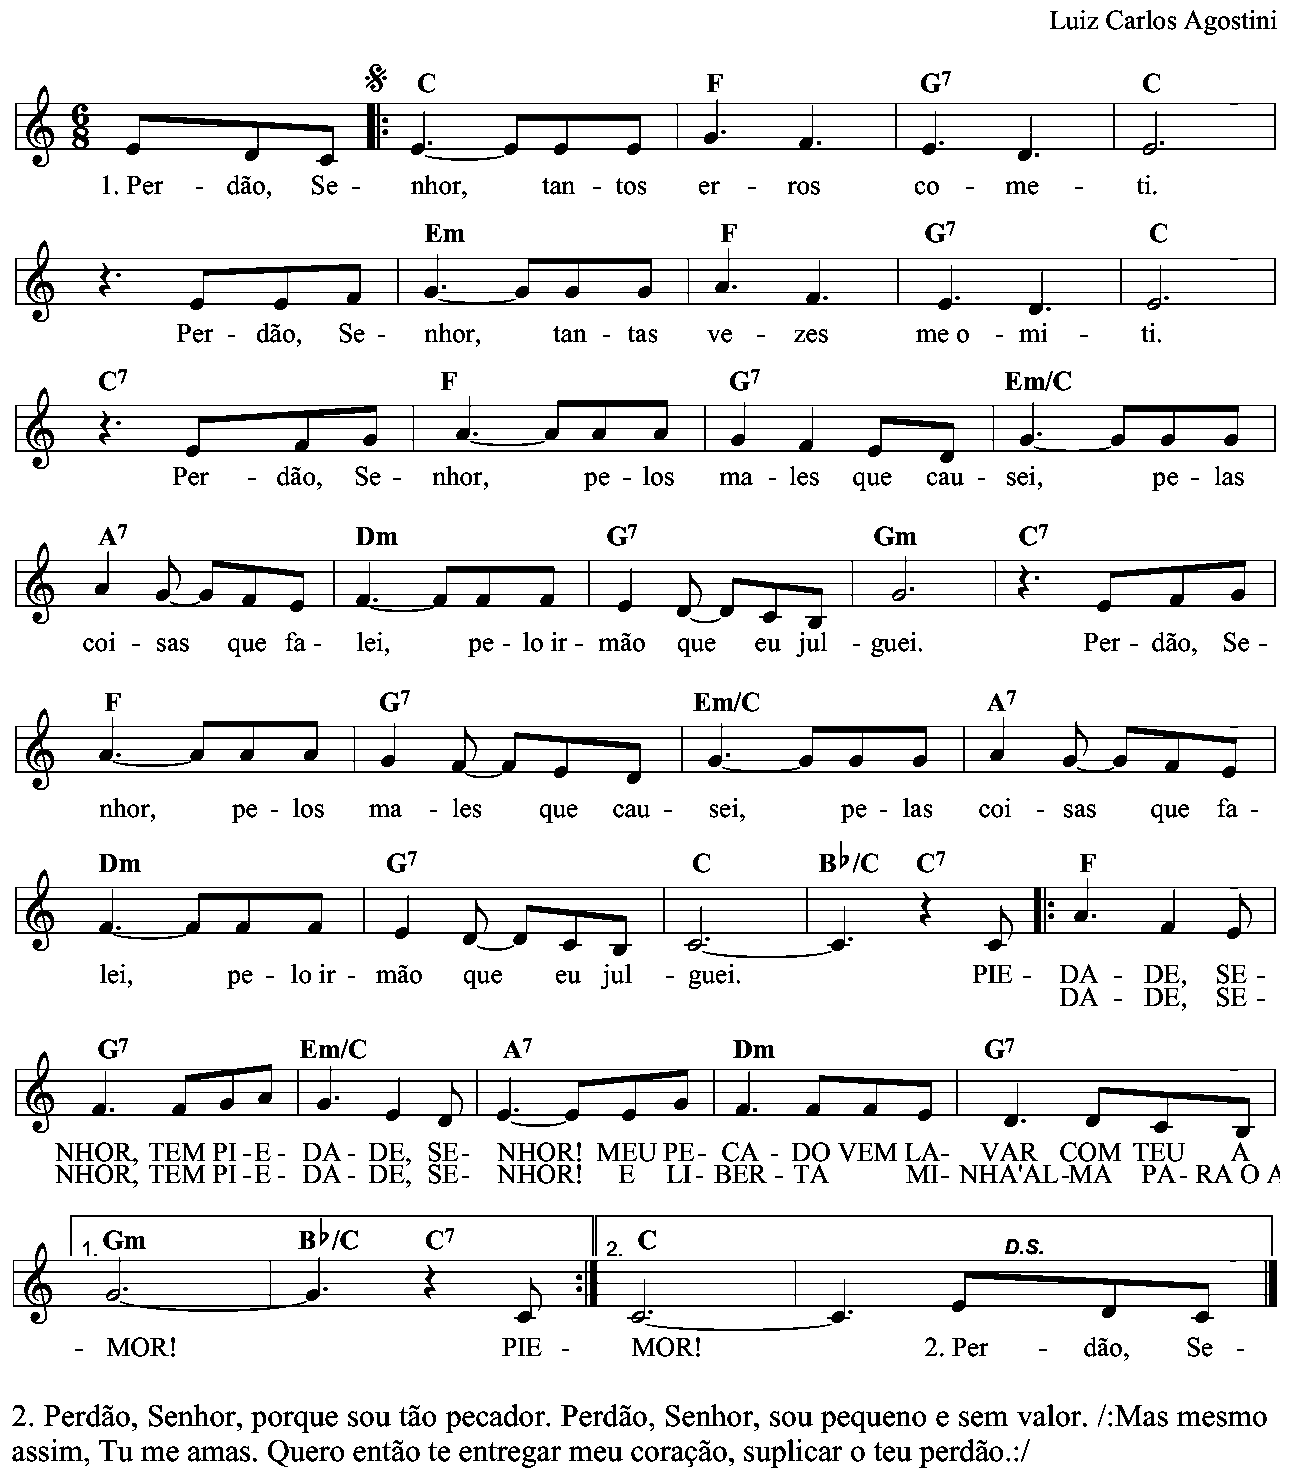 Luiz Carlos Agostini
C F G7 C
6
8
1. Per - dão, Se - nhor, tan - tos er - ros co - me - ti.
Em F G7 C
Per - dão, Se - nhor, tan - tas ve - zes me o - mi - ti.
C7 F G7 Em/C
Per - dão, Se - nhor, pe - los ma - les que cau - sei, pe - las
A7 Dm G7 Gm C7
coi - sas que fa - lei, pe - lo ir - mão que eu jul - guei. Per - dão, Se -
F G7 Em/C A7
nhor, pe - los ma - les que cau - sei, pe - las coi - sas que fa -
Dm G7 C B♭/C C7 F
lei, pe - lo ir - mão que eu jul - guei. PIE - DA - DE, SE -
DA - DE, SE -
G7 Em/C A7 Dm G7
NHOR, TEM PI - E - DA - DE, SE - NHOR! MEU PE - CA - DO VEM LA - VAR COM TEU A
NHOR, TEM PI - E - DA - DE, SE - NHOR! E LI - BER - TA MI - NHA'AL - MA PA - RA O A
1. Gm B♭/C C7 2. C D.S.
- MOR! PIE - MOR! 2. Per - dão, Se -
2. Perdão, Senhor, porque sou tão pecador. Perdão, Senhor, sou pequeno e sem valor. /:Mas mesmo
assim, Tu me amas. Quero então te entregar meu coração, suplicar o teu perdão.:/